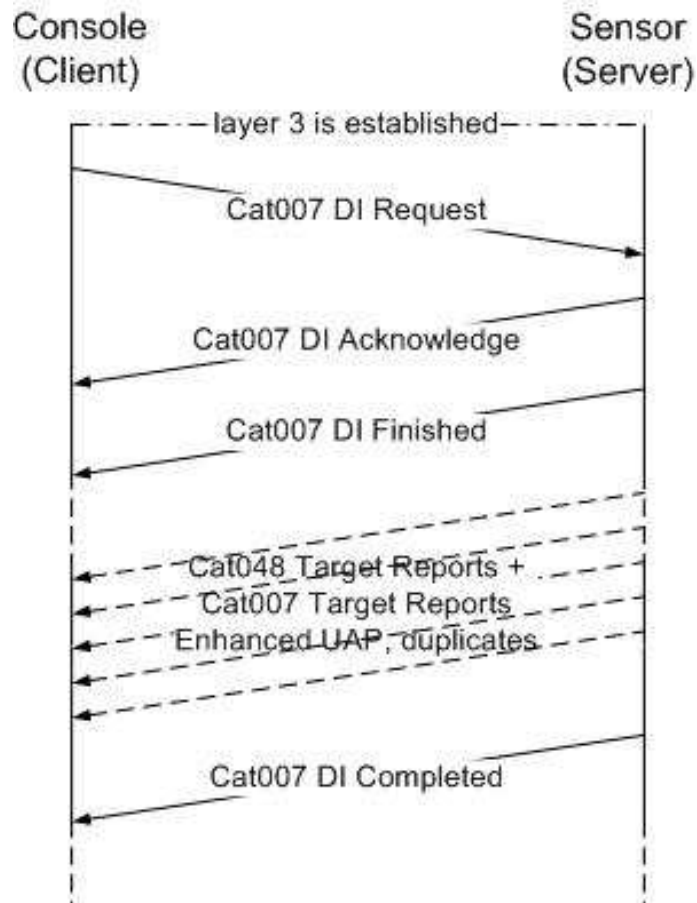 Console
(Client)
Sensor
(Server)
layer 3 is established
Cat007 DI Request
Cat007 DI Acknowledge
Cat007 DI Finished
Cat048 Target Reports +
Cat007 Target Reports
Enhanced UAP, duplicates
Cat007 DI Completed